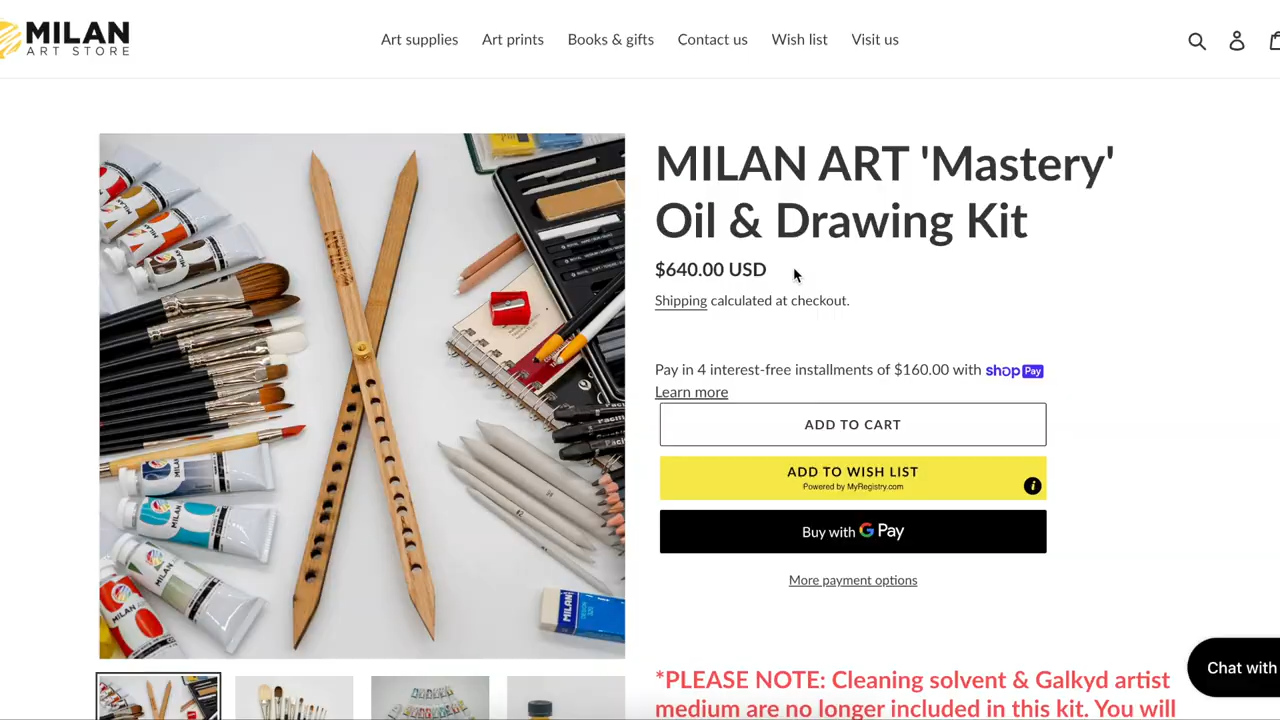 MILAN
ART STORE
Art supplies
Art prints
Books & gifts
Contact us
Wish list
Visit us
MILAN ART 'Mastery'
Oil & Drawing Kit
$640.00 USD
Shipping calculated at checkout.
Pay in 4 interest-free installments of $160.00 with shop Pay
Learn more
ADD TO CART
ADD TO WISH LIST
Powered by MyRegistry.com
i
Buy with G Pay
More payment options
*PLEASE NOTE: Cleaning solvent & Galkyd artist
medium are no longer included in this kit. You will
Chat with
MILAN
MILAN
MILAN
MILAN